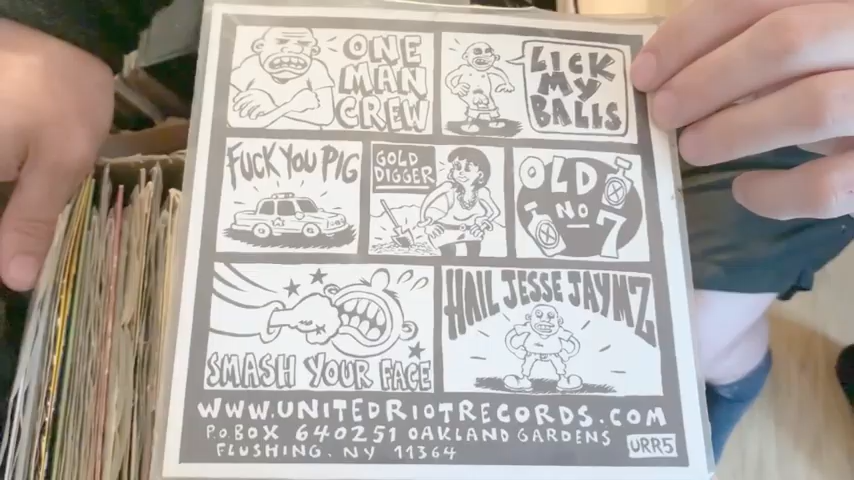 ONE
MAN
CREW
LICK
MY
BALLS
FUCK YOU PIG
GOLD
DIGGER
OLD
NO
7
SMASH YOUR FACE
HAIL JESSE JAYMZ
WWW.UNITEDRIOTRECORDS.COM
P.O BOX 640251 OAKLAND GARDENS
FLUSHING. NY 11364
URR5